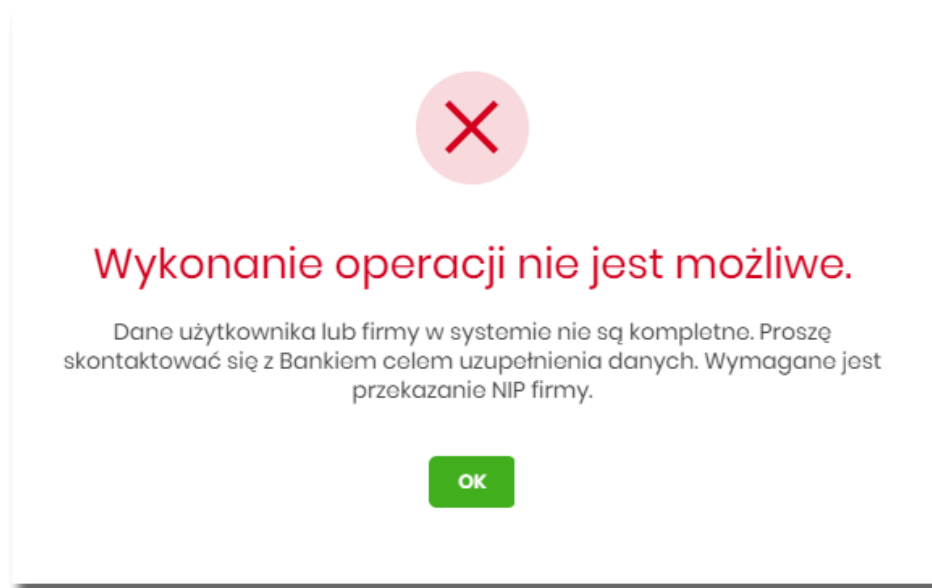 Wykonanie operacji nie jest możliwe.
Dane użytkownika lub firmy w systemie nie są kompletne. Proszę
skontaktować się z Bankiem celem uzupełnienia danych. Wymagane jest
przekazanie NIP firmy.
OK